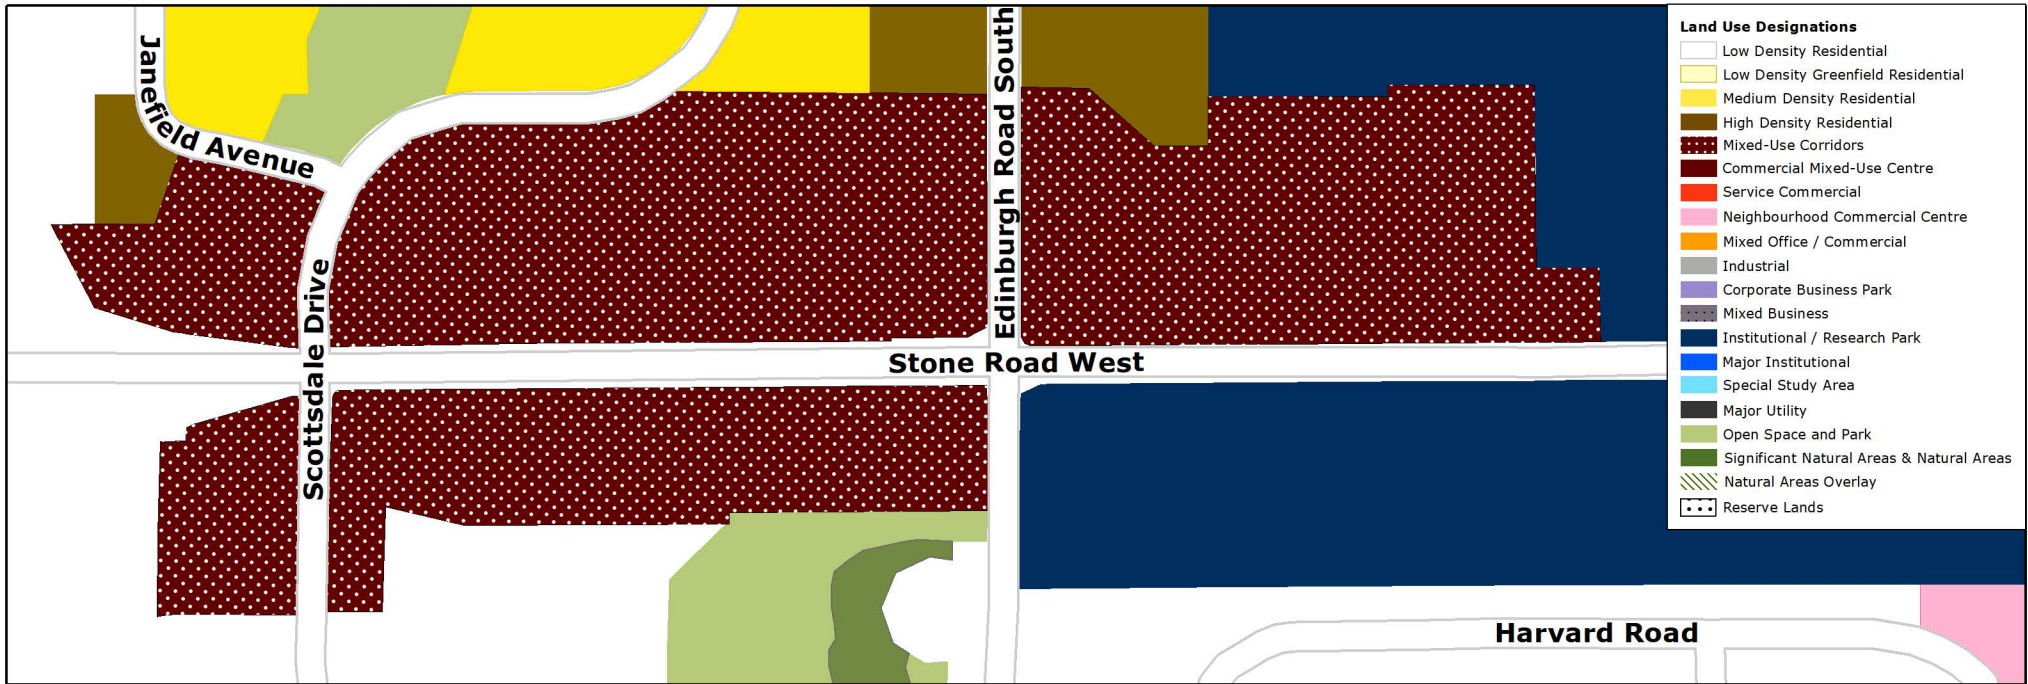 Janefield Avenue
Scottsdale Drive
Edinburgh Road South
Stone Road West
Harvard Road
Land Use Designations
Low Density Residential
Low Density Greenfield Residential
Medium Density Residential
High Density Residential
Mixed-Use Corridors
Commercial Mixed-Use Centre
Service Commercial
Neighbourhood Commercial Centre
Mixed Office / Commercial
Industrial
Corporate Business Park
Mixed Business
Institutional / Research Park
Major Institutional
Special Study Area
Major Utility
Open Space and Park
Significant Natural Areas & Natural Areas
Natural Areas Overlay
Reserve Lands